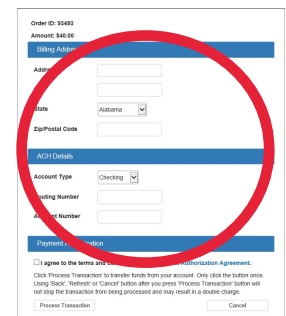 Order ID: 93493
Amount: $40.00
Billing Addre
Addre
State Alabama
Zip/Postal Code
ACH Details
Account Type Checking
outing Number
A Number
Payment
I agree to the terms and Authorization Agreement.
Click 'Process Transaction' to transfer funds from your account. Only click the button once.
Using 'Back', 'Refresh' or 'Cancel' button after you press 'Process Transaction' button will
not stop the transaction from being processed and may result in a double charge.
Process Transaction Cancel